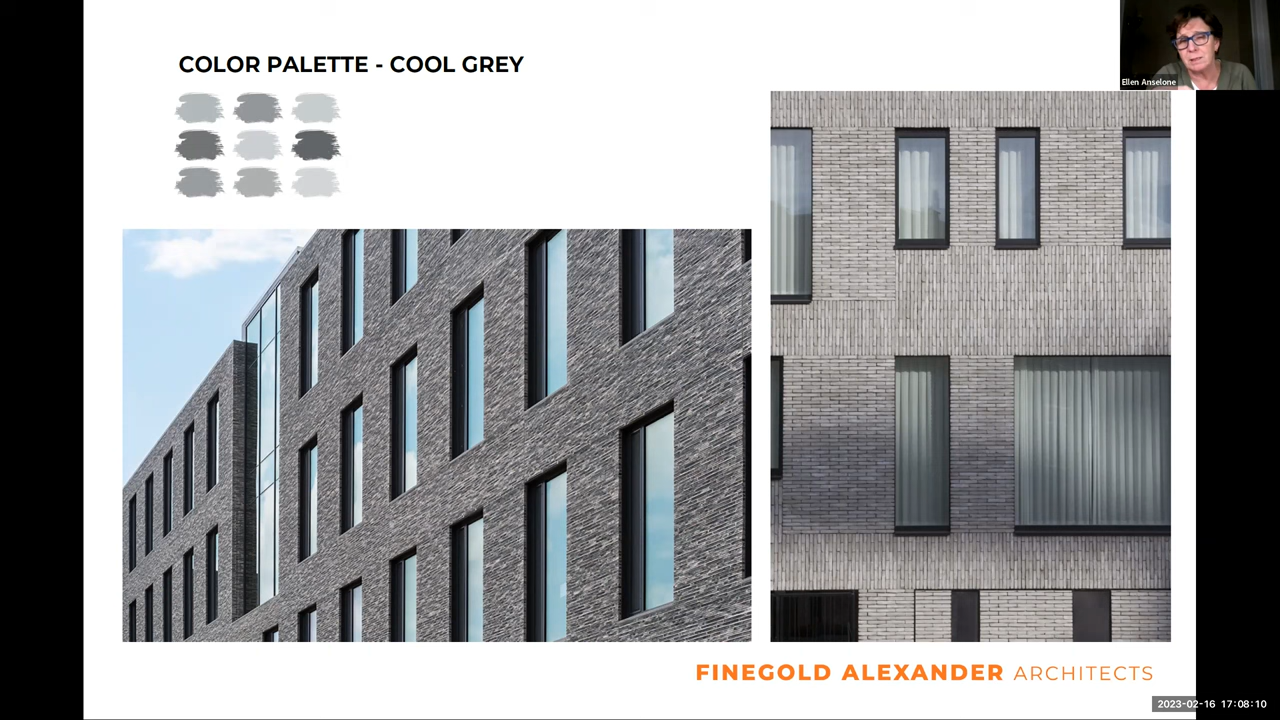 COLOR PALETTE - COOL GREY
Ellen Anselone
FINEGOLD ALEXANDER ARCHITECTS
2023-02-16 17:08:10